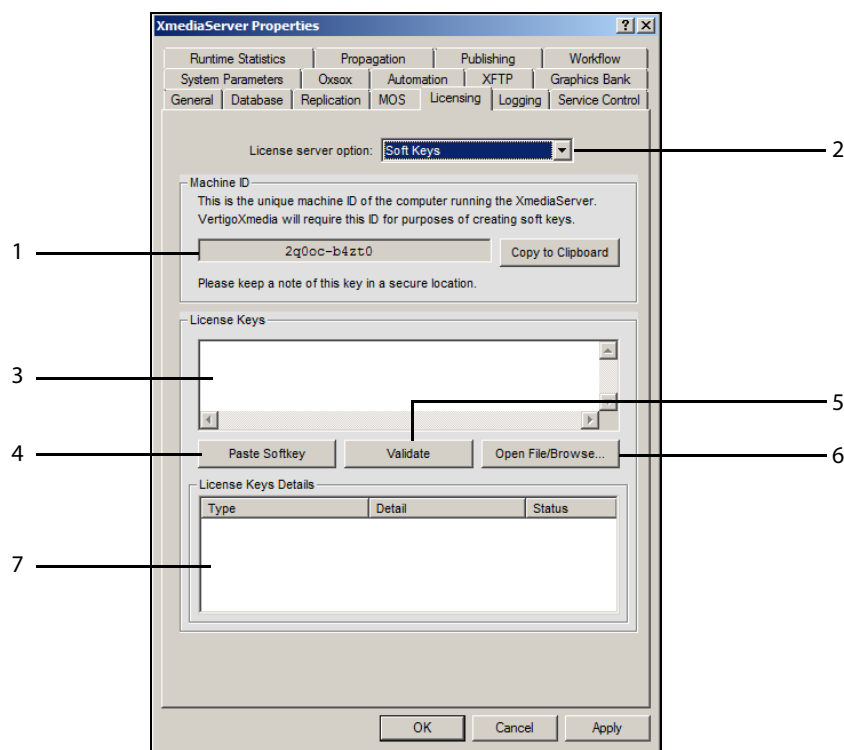 XmediaServer Properties
Runtime Statistics Propagation Publishing Workflow
System Parameters Oxsox Automation XFTP Graphics Bank
General Database Replication MOS Licensing Logging Service Control
License server option: Soft Keys 2
Machine ID
This is the unique machine ID of the computer running the XmediaServer.
VertigoXmedia will require this ID for purposes of creating soft keys.
1 2q0oc-b4zt0 Copy to Clipboard
Please keep a note of this key in a secure location.
License Keys
3
5
4 Paste Softkey Validate Open File/Browse... 6
License Keys Details
Type Detail Status
7
OK Cancel Apply